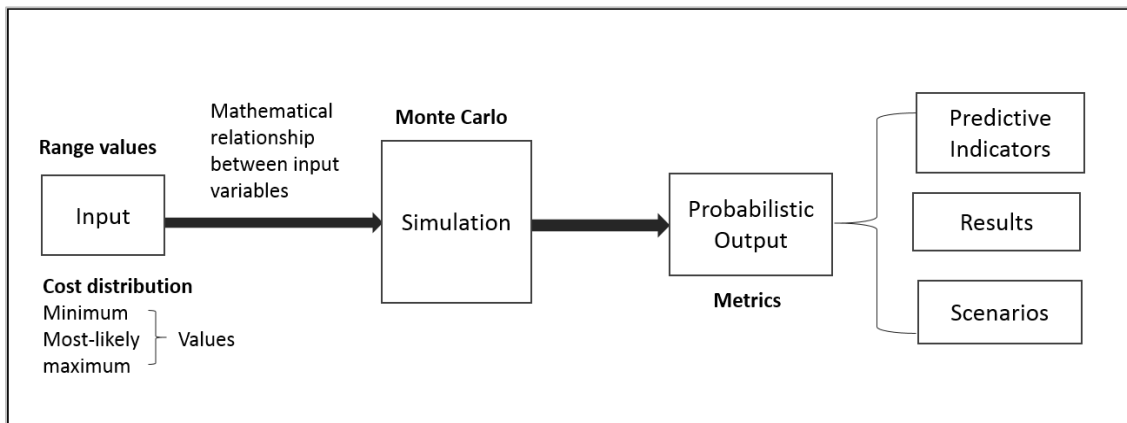 Range values
Input
Cost distribution
Minimum
Most-likely
maximum
Values
Mathematical
relationship
between input
variables
Monte Carlo
Simulation
Probabilistic
Output
Metrics
Predictive
Indicators
Results
Scenarios